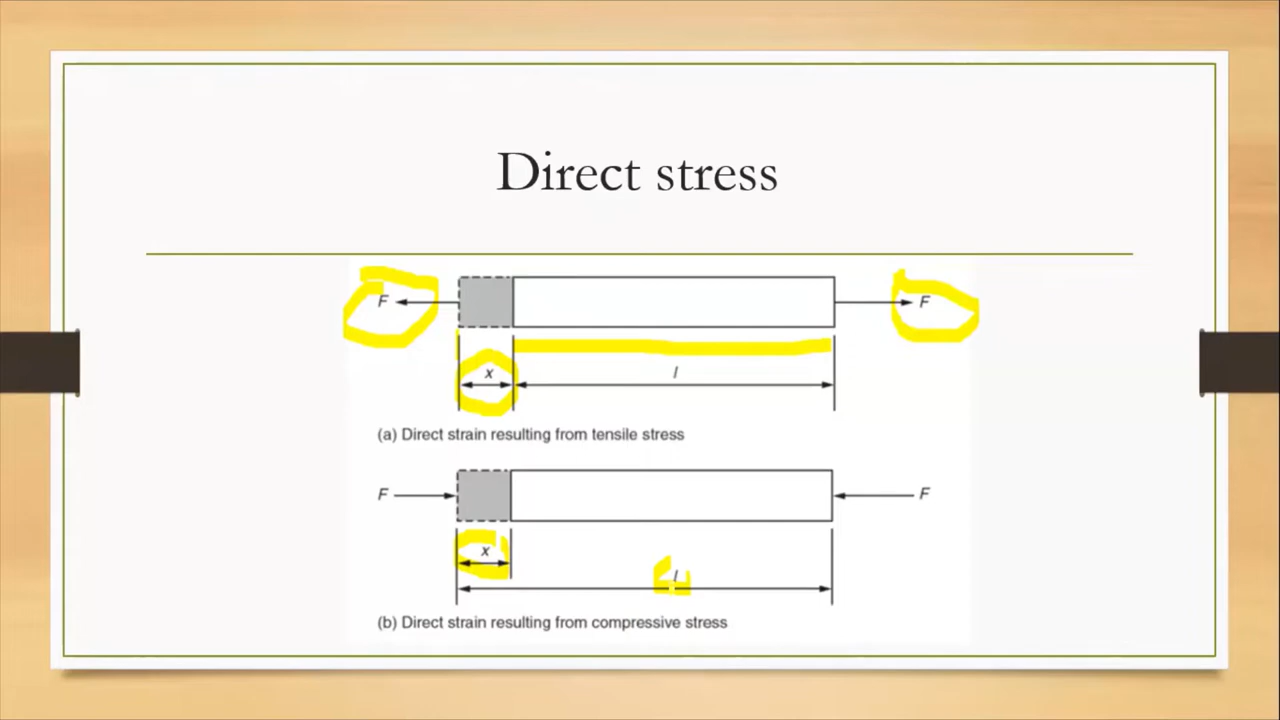 Direct stress
F F
x l
(a) Direct strain resulting from tensile stress
F F
x
l
(b) Direct strain resulting from compressive stress